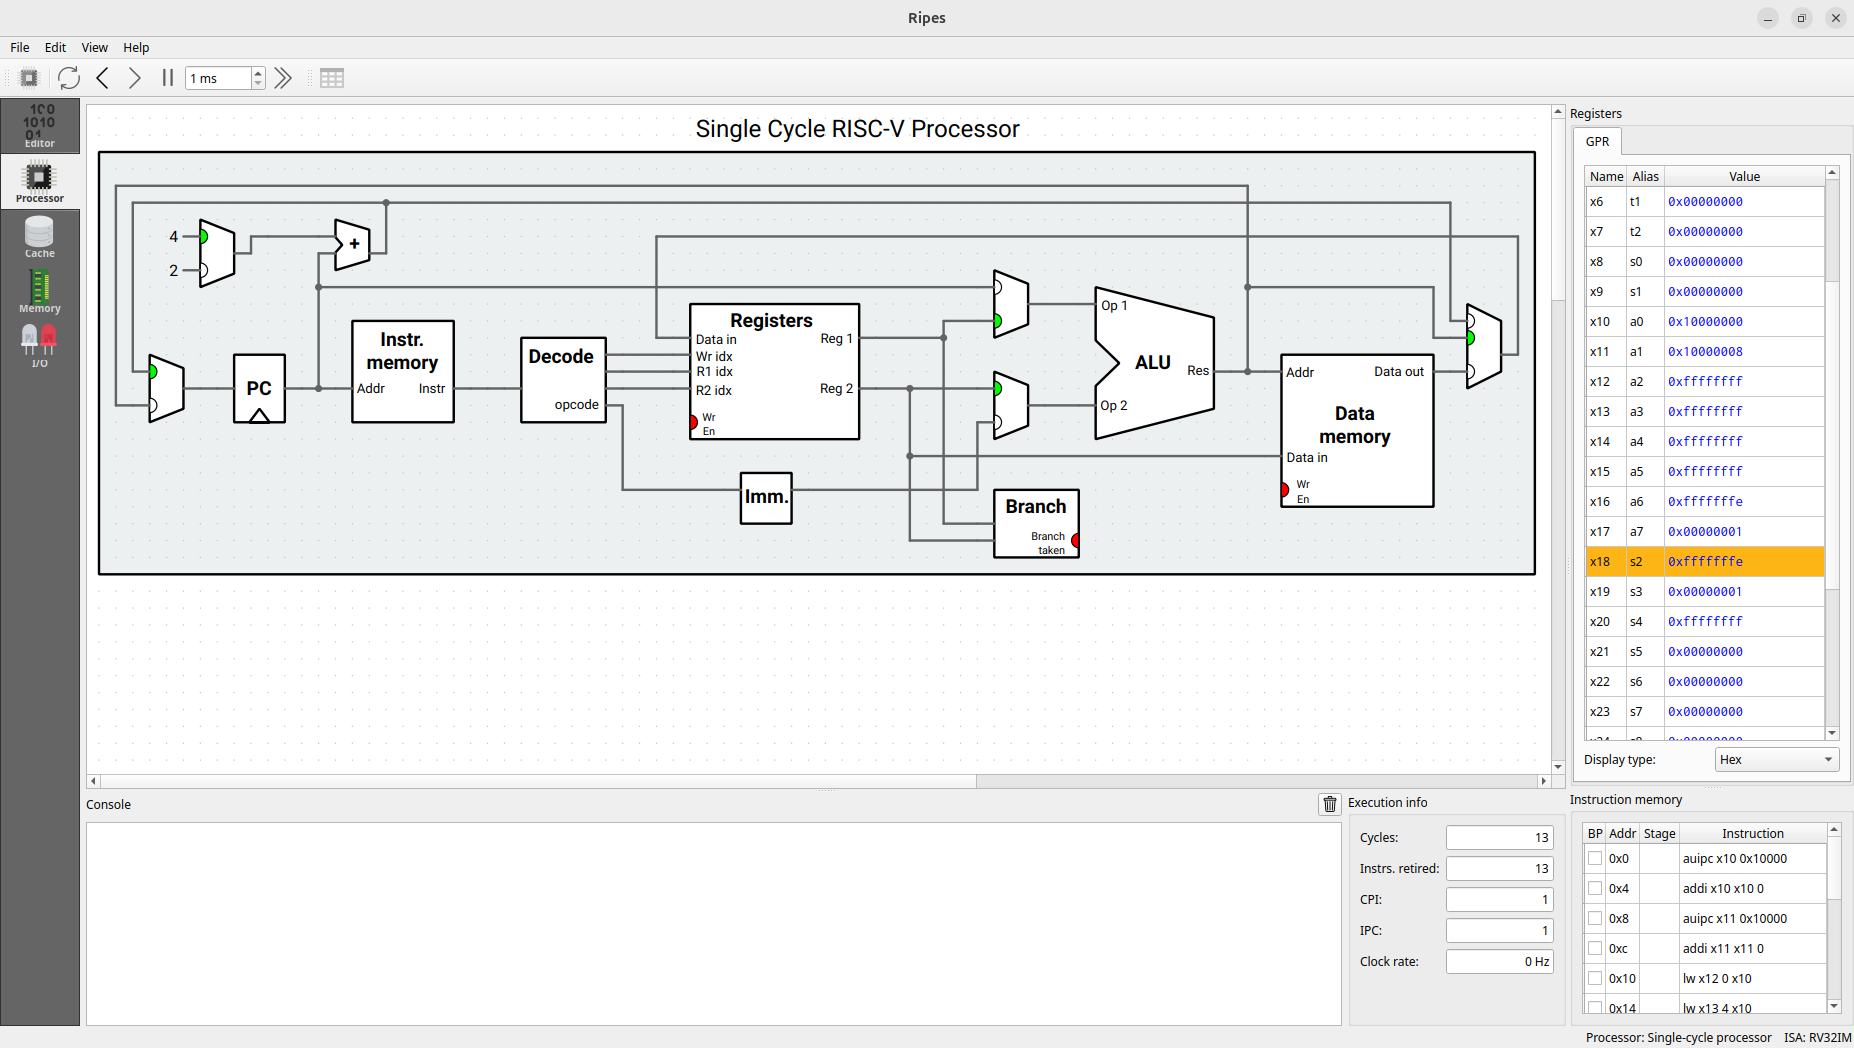 Ripes
File Edit View Help
1 ms
Editor
Processor
Cache
Memory
I/O
Single Cycle RISC-V Processor
4
2
+
PC
Instr. memory
Addr Instr
Decode
opcode
Registers
Data in Reg 1
Wr idx
R1 idx
R2 idx Reg 2
Wr En
Imm.
Op 1
ALU
Res
Op 2
Branch
Branch taken
Addr Data out
Data memory
Data in
Wr En
Registers
GPR
Name Alias Value
x6 t1 0x00000000
x7 t2 0x00000000
x8 s0 0x00000000
x9 s1 0x00000000
x10 a0 0x10000000
x11 a1 0x10000008
x12 a2 0xffffffff
x13 a3 0xffffffff
x14 a4 0xffffffff
x15 a5 0xffffffff
x16 a6 0xfffffffe
x17 a7 0x00000001
x18 s2 0xfffffffe
x19 s3 0x00000001
x20 s4 0xffffffff
x21 s5 0x00000000
x22 s6 0x00000000
x23 s7 0x00000000
Display type: Hex
Console
Execution info
Cycles: 13
Instrs. retired: 13
CPI: 1
IPC: 1
Clock rate: 0 Hz
Instruction memory
BP Addr Stage Instruction
0x0 auipc x10 0x10000
0x4 addi x10 x10 0
0x8 auipc x11 0x10000
0xc addi x11 x11 0
0x10 lw x12 0 x10
0x14 lw x13 4 x10
Processor: Single-cycle processor ISA: RV32IM